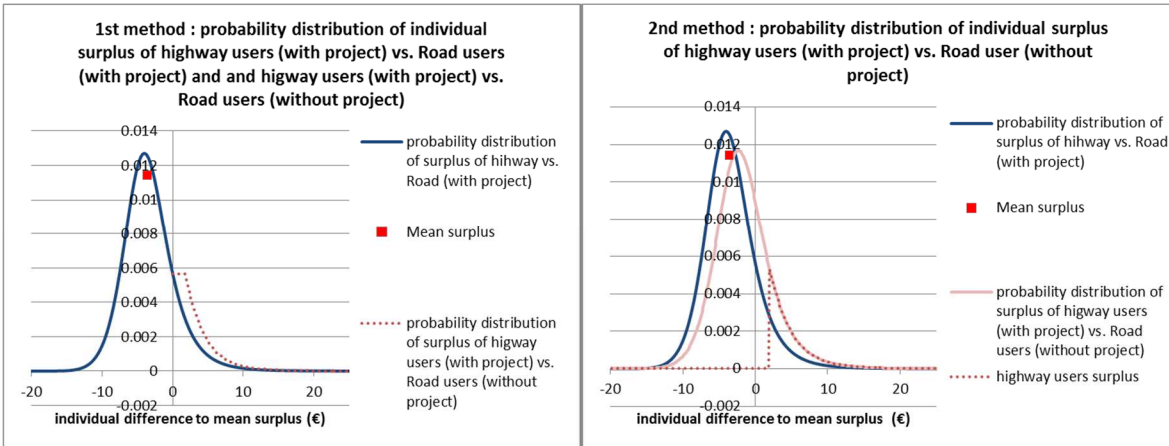 1st method : probability distribution of individual
surplus of highway users (with project) vs. Road users
(with project) and and higway users (with project) vs.
Road users (without project)
0.014
0.012
0.01
0.008
0.006
0.004
0.002
0
-0.002
-20
-10
0
10
20
individual difference to mean surplus (€)
probability distribution
of surplus of hihway vs.
Road (with project)
Mean surplus
probability distribution
of surplus of higway
users (with project) vs.
Road users (without
project)
2nd method : probability distribution of individual surplus
of highway users (with project) vs. Road user (without
project)
0.014
0.012
0.01
0.008
0.006
0.004
0.002
0
-0.002
-20
-10
0
10
20
individual difference to mean surplus (€)
probability distribution of
surplus of hihway vs. Road
(with project)
Mean surplus
probability distribution of
surplus of higway users
(with project) vs. Road
users (without project)
highway users surplus